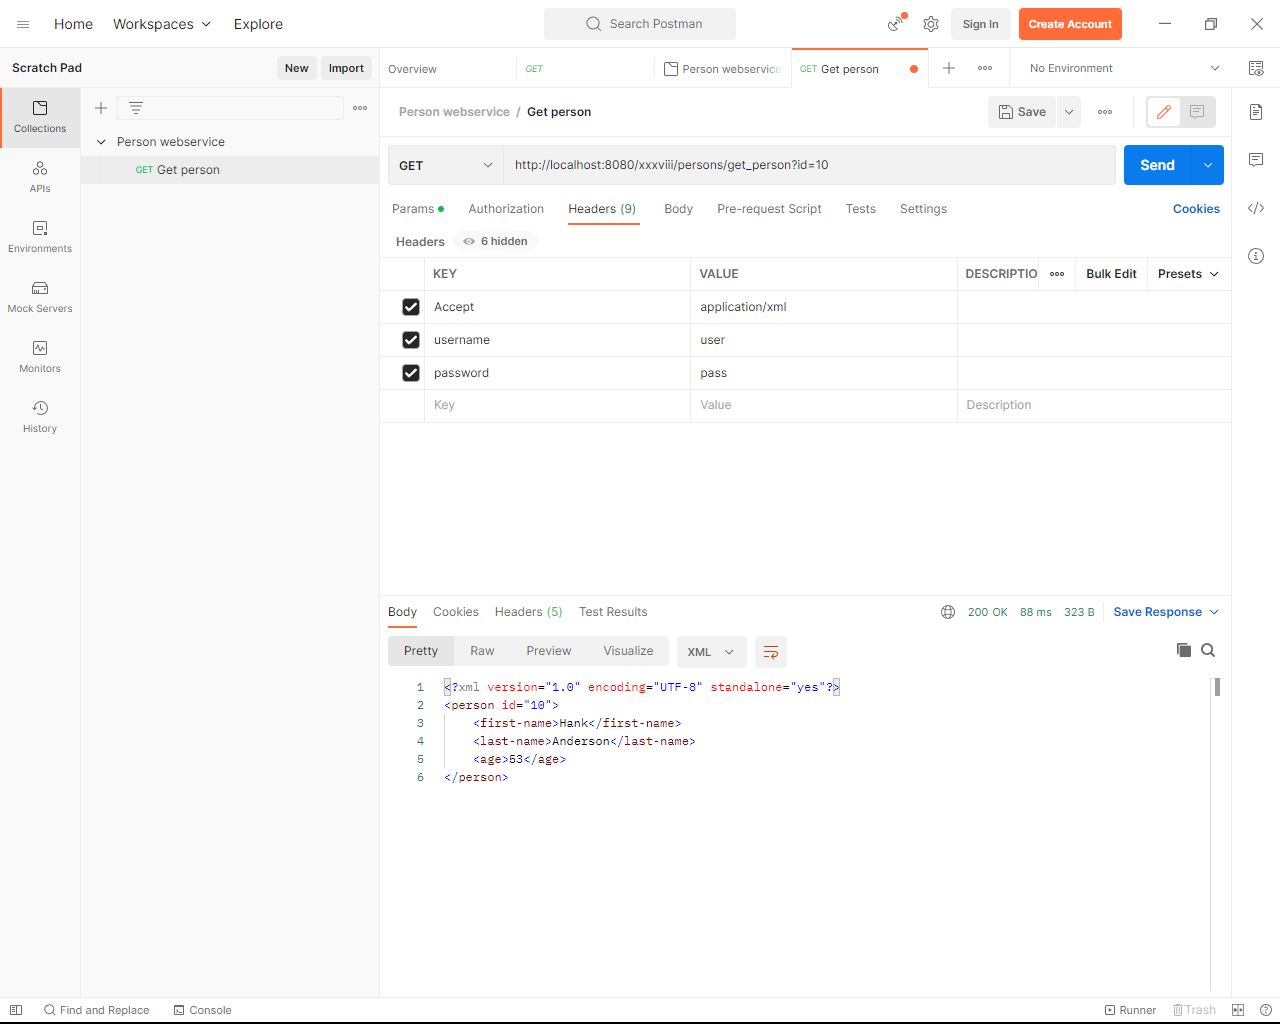 Home Workspaces Explore Search Postman Sign In Create Account
Scratch Pad New Import
Overview GET Person webservice GET Get person No Environment
Collections
APIs
Environments
Mock Servers
Monitors
History
Person webservice
GET Get person
Person webservice / Get person Save
GET http://localhost:8080/xxxviii/persons/get_person?id=10 Send
Params Authorization Headers (9) Body Pre-request Script Tests Settings Cookies
Headers 6 hidden
KEY VALUE DESCRIPTIO Bulk Edit Presets
Accept application/xml
username user
password pass
Key Value Description
Body Cookies Headers (5) Test Results 200 OK 88 ms 323 B Save Response
Pretty Raw Preview Visualize XML
1 <?xml version="1.0" encoding="UTF-8" standalone="yes"?>
2 <person id="10">
3 <first-name>Hank</first-name>
4 <last-name>Anderson</last-name>
5 <age>53</age>
6 </person>
Find and Replace Console Runner Trash